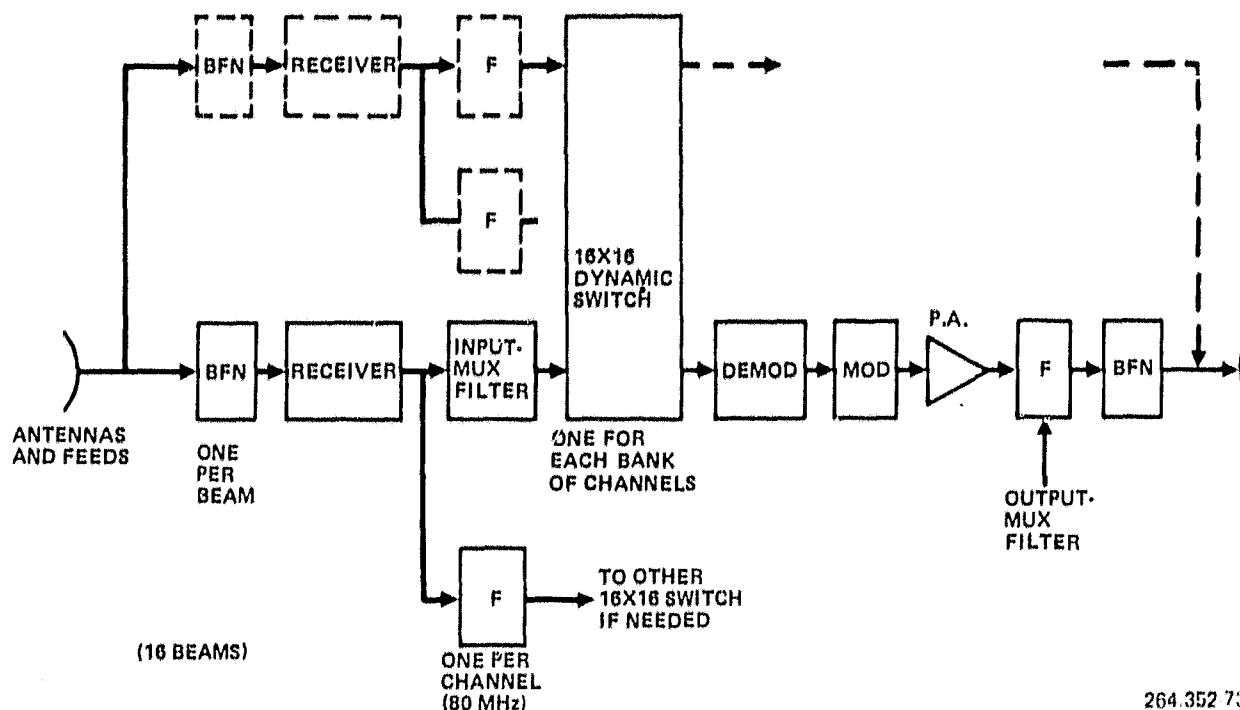 BFN
RECEIVER
F
F
16X16
DYNAMIC
SWITCH
P.A.
BFN
RECEIVER
INPUT-
MUX
FILTER
DEMOD
MOD
F
BFN
ANTENNAS
AND FEEDS
ONE
PER
BEAM
ONE FOR
EACH BANK
OF CHANNELS
OUTPUT-
MUX
FILTER
F
TO OTHER
16X16 SWITCH
IF NEEDED
(16 BEAMS)
ONE PER
CHANNEL
(80 MHz)